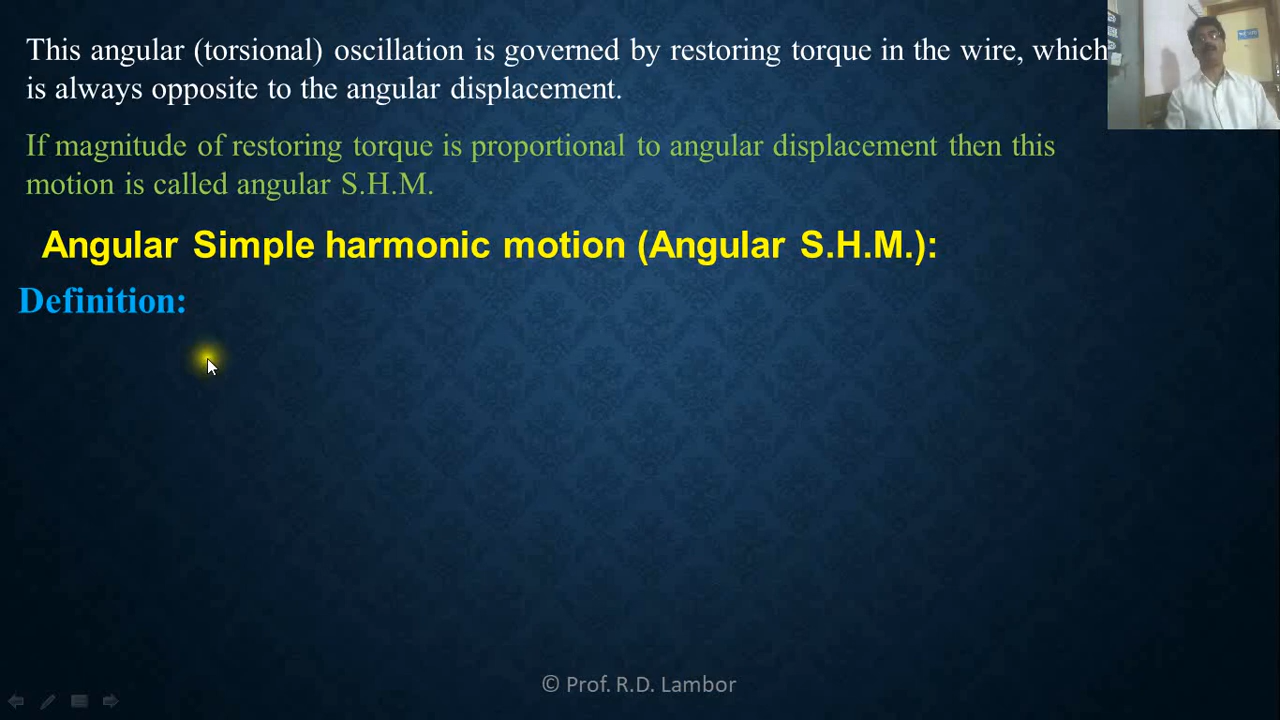 This angular (torsional) oscillation is governed by restoring torque in the wire, which
is always opposite to the angular displacement.
If magnitude of restoring torque is proportional to angular displacement then this
motion is called angular S.H.M.
Angular Simple harmonic motion (Angular S.H.M.):
Definition:
© Prof. R.D. Lambor